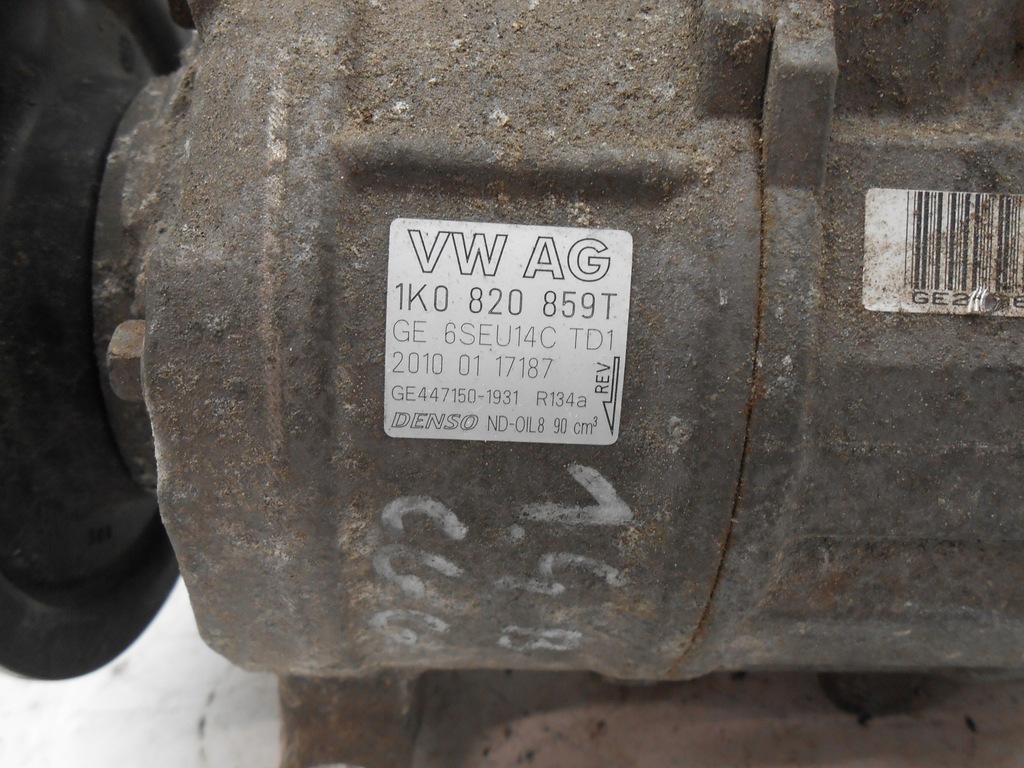 VW AG
1K0 820 859T
GE 6SEU14C TD1
2010 01 17187
GE447150-1931 R134a
REV
DENSO ND-OIL8 90 cm³